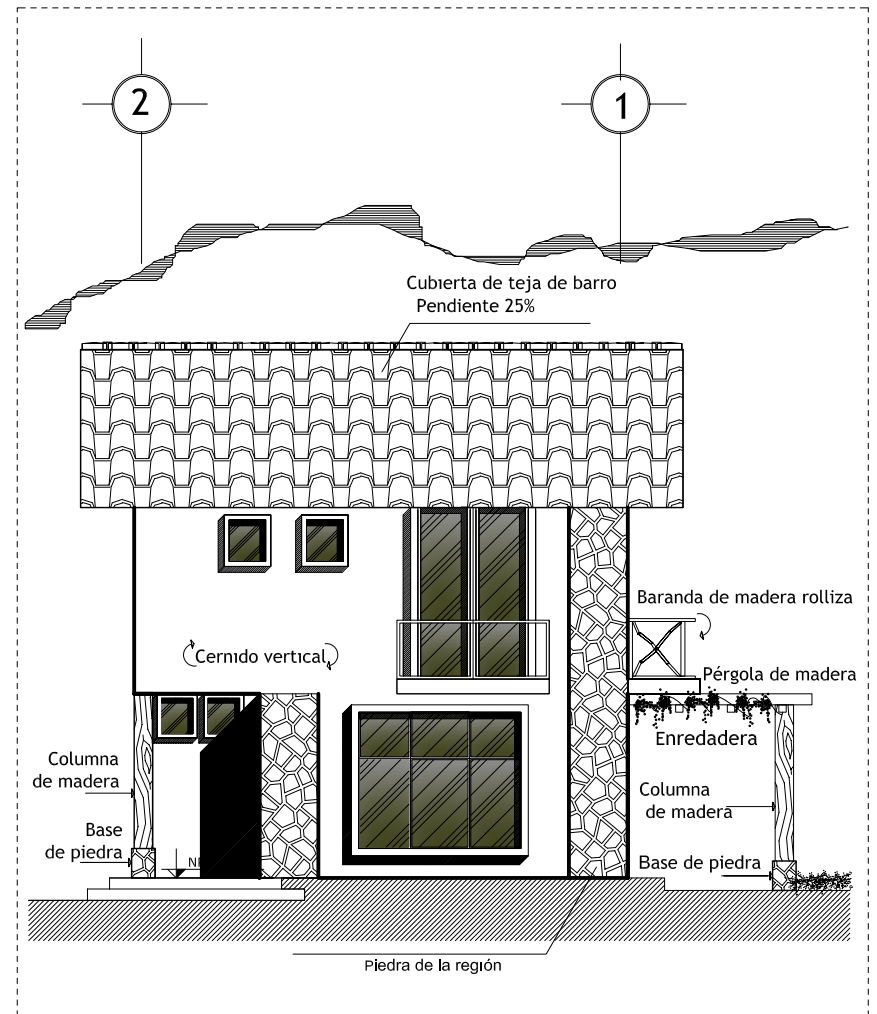 2
1
Cubierta de teja de barro
Pendiente 25%
Baranda de madera rolliza
Cernido vertical
Pérgola de madera
Enredadera
Columna
de madera
Columna
de madera
Base
de piedra
Base de piedra
Piedra de la región